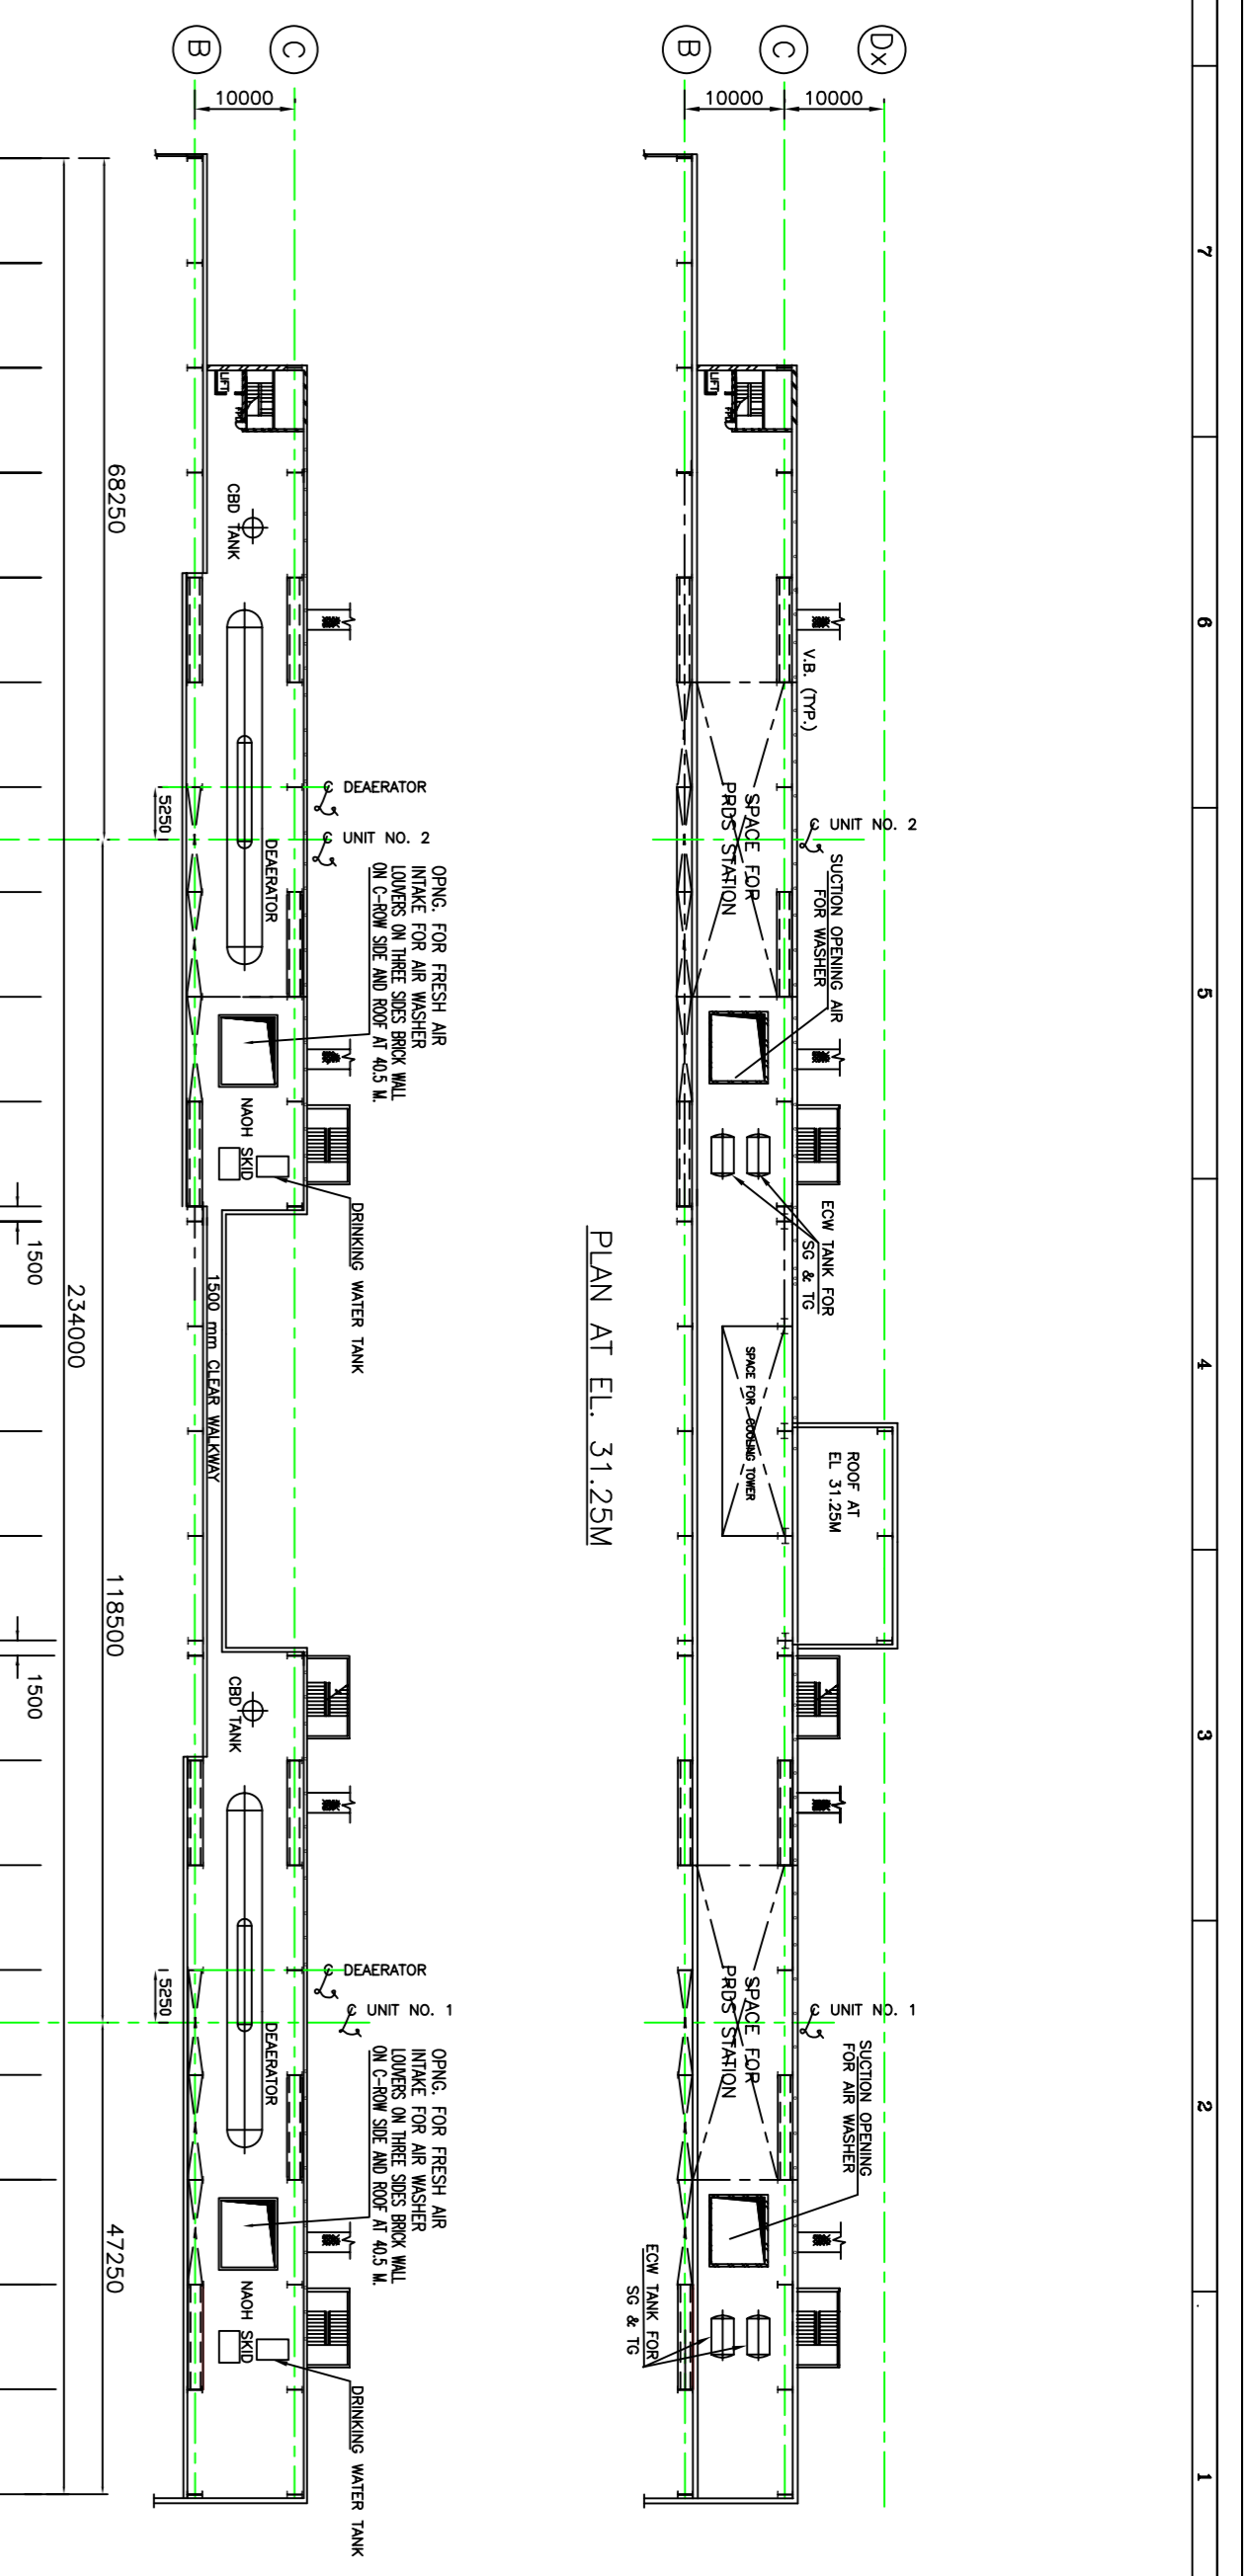 7
6
5
4
3
2
1
Dx
C
B
10000
10000
LIFT
V.B. (TYP.)
SPACE FOR
PRDS STATION
℄ UNIT NO. 2
SUCTION OPENING AIR
FOR WASHER
ECW TANK FOR
SG & TG
SPACE FOR COOLING TOWER
ROOF AT
EL 31.25M
SPACE FOR
PRDS STATION
℄ UNIT NO. 1
SUCTION OPENING
FOR AIR WASHER
ECW TANK FOR
SG & TG
PLAN AT EL. 31.25M
C
B
10000
LIFT
CBD TANK
℄ DEAERATOR
℄ UNIT NO. 2
DEAERATOR
OPNG. FOR FRESH AIR
INTAKE FOR AIR WASHER
LOUVERS ON THREE SIDES BRICK WALL
ON C-ROW SIDE AND ROOF AT 40.5 M.
NAOH SKID
DRINKING WATER TANK
1500 mm CLEAR WALKWAY
CBD TANK
℄ DEAERATOR
℄ UNIT NO. 1
DEAERATOR
OPNG. FOR FRESH AIR
INTAKE FOR AIR WASHER
LOUVERS ON THREE SIDES BRICK WALL
ON C-ROW SIDE AND ROOF AT 40.5 M.
NAOH SKID
DRINKING WATER TANK
5250
5250
68250
118500
47250
234000
1500
1500